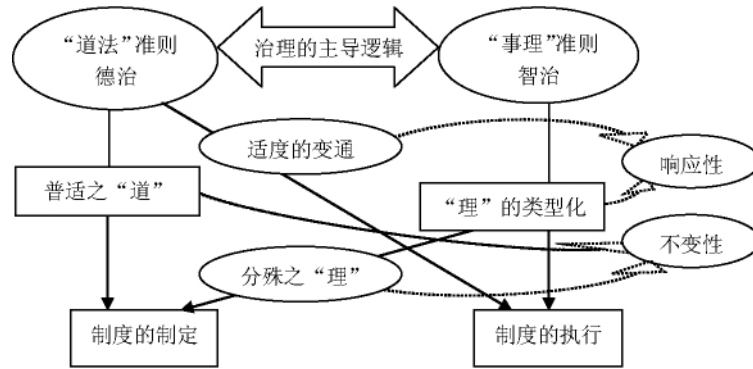 “道法”准则
德治
治理的主导逻辑
“事理”准则
智治
适度的变通
响应性
普适之“道”
“理”的类型化
不变性
分殊之“理”
制度的制定
制度的执行